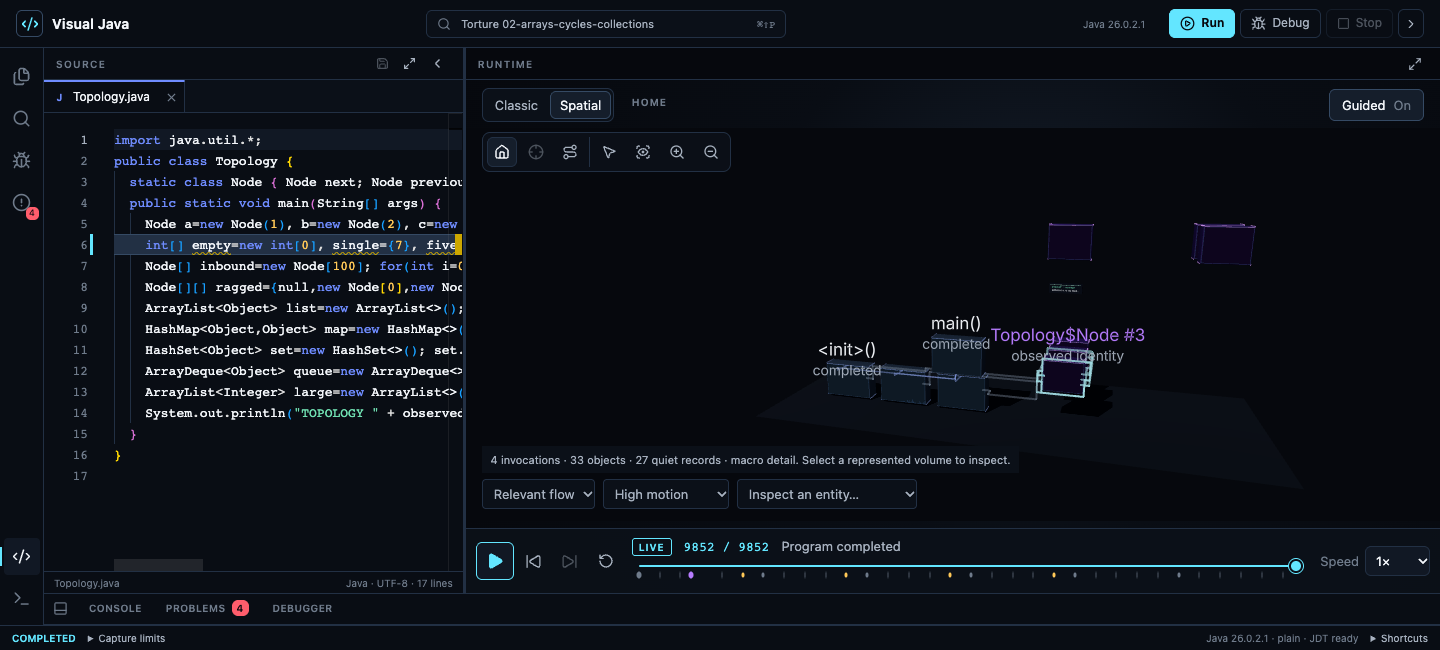 Visual Java
Torture 02-arrays-cycles-collections
⌘⇧P
Java 26.0.2.1
Run
Debug
Stop
SOURCE
RUNTIME
J Topology.java
Classic
Spatial
HOME
Guided On
1 import java.util.*;
2 public class Topology {
3 static class Node { Node next; Node previou
4 public static void main(String[] args) {
5 Node a=new Node(1), b=new Node(2), c=new
6 int[] empty=new int[0], single={7}, five
7 Node[] inbound=new Node[100]; for(int i=0
8 Node[][] ragged={null,new Node[0],new Nod
9 ArrayList<Object> list=new ArrayList<>();
10 HashMap<Object,Object> map=new HashMap<>(
11 HashSet<Object> set=new HashSet<>(); set.
12 ArrayDeque<Object> queue=new ArrayDeque<>
13 ArrayList<Integer> large=new ArrayList<>(
14 System.out.println("TOPOLOGY " + observed
15 }
16 }
17
main()
completed
Topology$Node #3
observed identity
<init>()
completed
4 invocations · 33 objects · 27 quiet records · macro detail. Select a represented volume to inspect.
Relevant flow
High motion
Inspect an entity...
LIVE
9852 / 9852
Program completed
Speed
1×
Topology.java
Java · UTF-8 · 17 lines
CONSOLE
PROBLEMS 4
DEBUGGER
4
COMPLETED
Capture limits
Java 26.0.2.1 · plain · JDT ready
Shortcuts